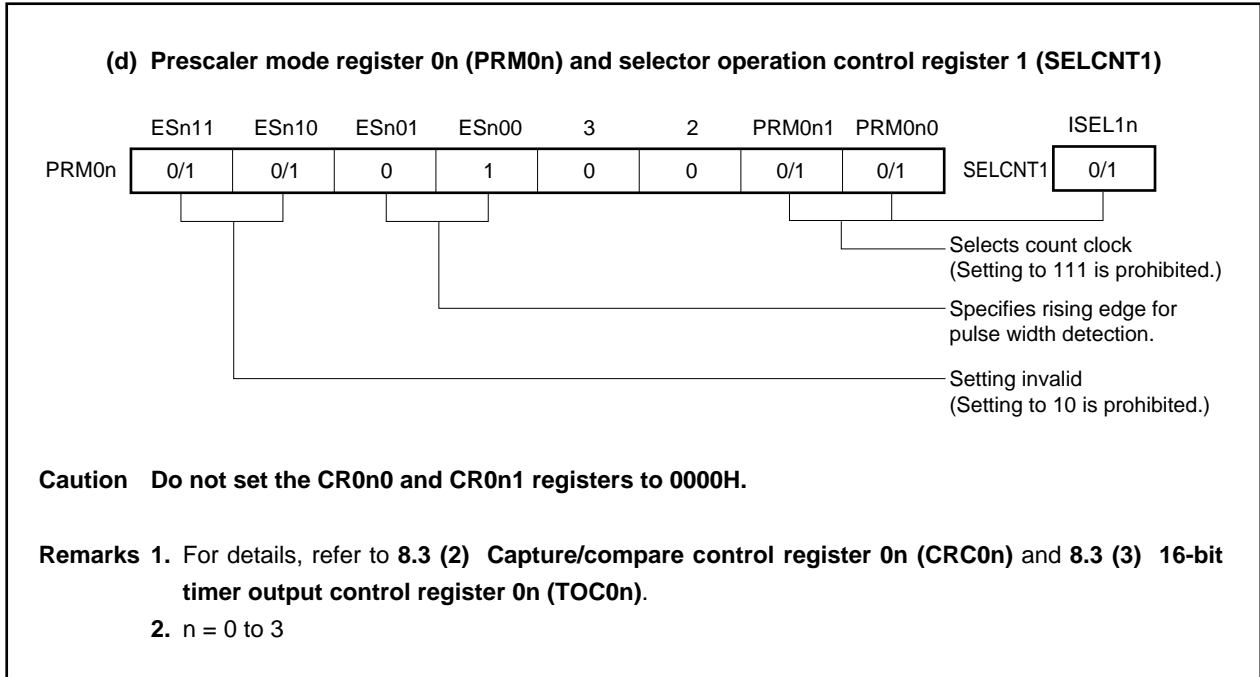 (d) Prescaler mode register 0n (PRM0n) and selector operation control register 1 (SELCNT1)
ESn11 ESn10 ESn01 ESn00 3 2 PRM0n1 PRM0n0 ISEL1n
PRM0n 0/1 0/1 0 1 0 0 0/1 0/1 SELCNT1 0/1
Selects count clock
(Setting to 111 is prohibited.)
Specifies rising edge for
pulse width detection.
Setting invalid
(Setting to 10 is prohibited.)
Caution Do not set the CR0n0 and CR0n1 registers to 0000H.
Remarks 1. For details, refer to 8.3 (2) Capture/compare control register 0n (CRC0n) and 8.3 (3) 16-bit
timer output control register 0n (TOC0n).
2. n = 0 to 3